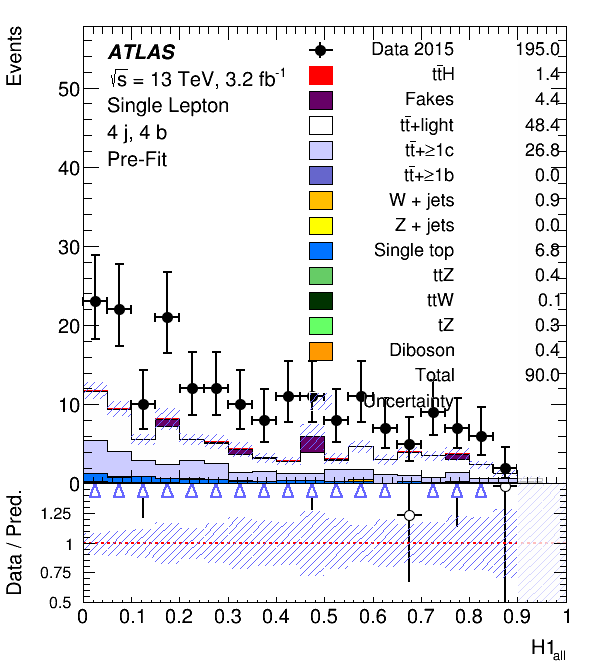 Events
ATLAS
√s = 13 TeV, 3.2 fb-1
Single Lepton
4 j, 4 b
Pre-Fit
Data 2015 195.0
tt̄H 1.4
Fakes 4.4
tt̄+light 48.4
tt̄+≥1c 26.8
tt̄+≥1b 0.0
W + jets 0.9
Z + jets 0.0
Single top 6.8
ttZ 0.4
ttW 0.1
tZ 0.3
Diboson 0.4
Total 90.0
Uncertainty
50
40
30
20
10
0
Data / Pred.
1.25
1
0.75
0.5
0 0.1 0.2 0.3 0.4 0.5 0.6 0.7 0.8 0.9 1
H1all